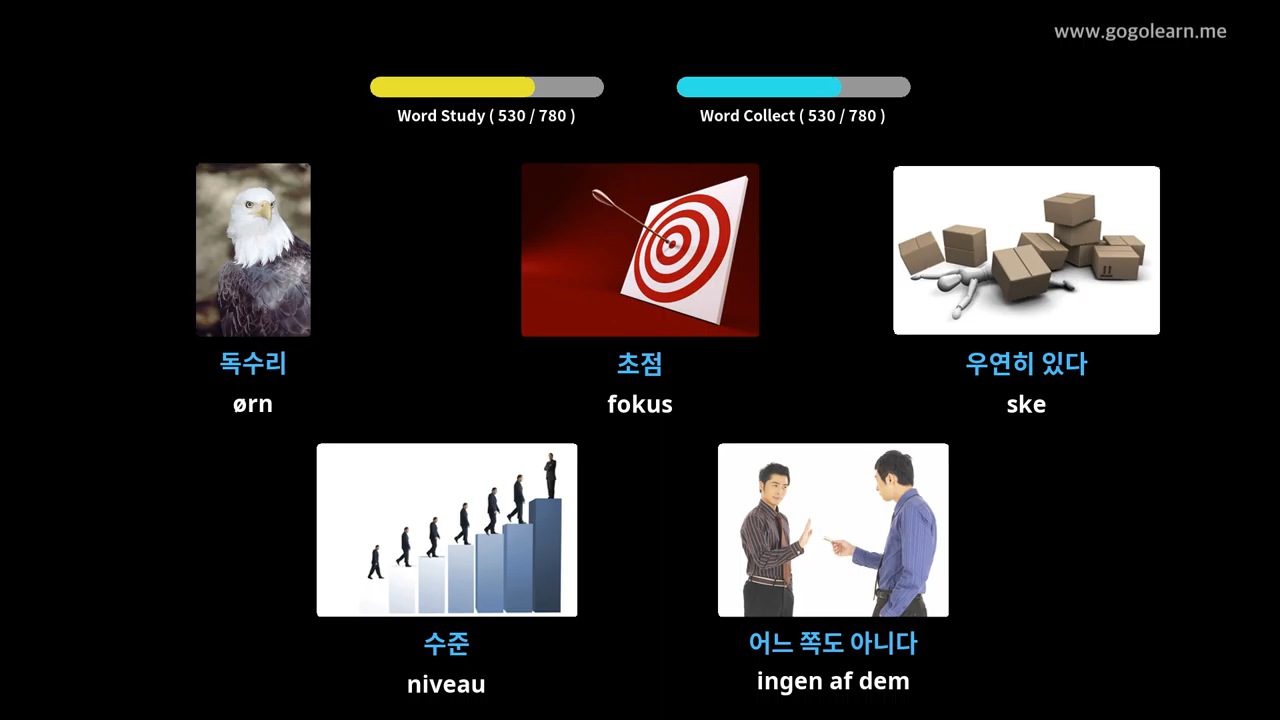 www.gogolearn.me
Word Study ( 530 / 780 )
Word Collect ( 530 / 780 )
독수리
ørn
초점
fokus
우연히 있다
ske
수준
niveau
어느 쪽도 아니다
ingen af dem